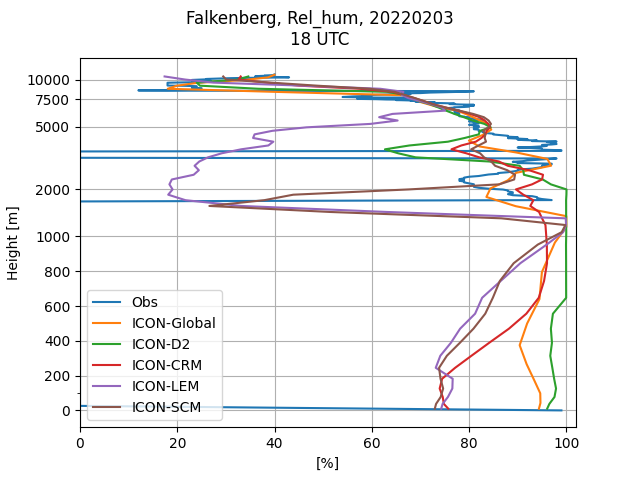 Falkenberg, Rel_hum, 20220203
18 UTC
10000
7500
5000
2000
1000
800
600
400
200
0
Height [m]
Obs
ICON-Global
ICON-D2
ICON-CRM
ICON-LEM
ICON-SCM
0 20 40 60 80 100
[%]